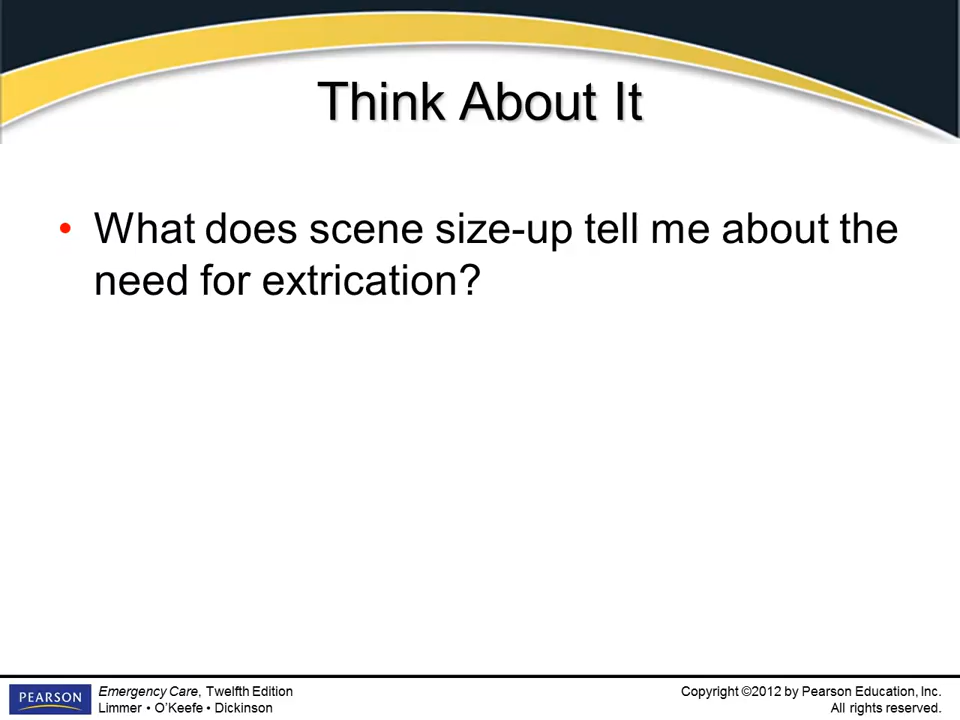 Think About It
• What does scene size-up tell me about the
need for extrication?
PEARSON
Emergency Care, Twelfth Edition
Limmer • O’Keefe • Dickinson
Copyright ©2012 by Pearson Education, Inc.
All rights reserved.